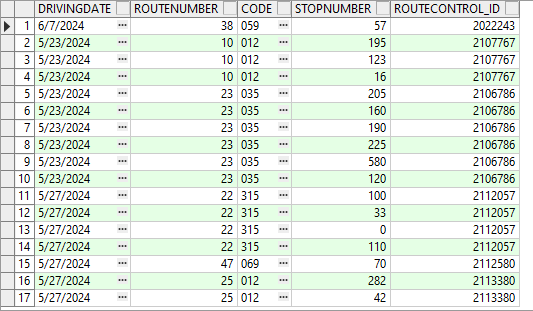 DRIVINGDATE ROUTENUMBER CODE STOPNUMBER ROUTECONTROL_ID
1 6/7/2024 ... 38 059 ... 57 2022243
2 5/23/2024 ... 10 012 ... 195 2107767
3 5/23/2024 ... 10 012 ... 123 2107767
4 5/23/2024 ... 10 012 ... 16 2107767
5 5/23/2024 ... 23 035 ... 205 2106786
6 5/23/2024 ... 23 035 ... 160 2106786
7 5/23/2024 ... 23 035 ... 190 2106786
8 5/23/2024 ... 23 035 ... 225 2106786
9 5/23/2024 ... 23 035 ... 580 2106786
10 5/23/2024 ... 23 035 ... 120 2106786
11 5/27/2024 ... 22 315 ... 100 2112057
12 5/27/2024 ... 22 315 ... 33 2112057
13 5/27/2024 ... 22 315 ... 0 2112057
14 5/27/2024 ... 22 315 ... 110 2112057
15 5/27/2024 ... 47 069 ... 70 2112580
16 5/27/2024 ... 25 012 ... 282 2113380
17 5/27/2024 ... 25 012 ... 42 2113380